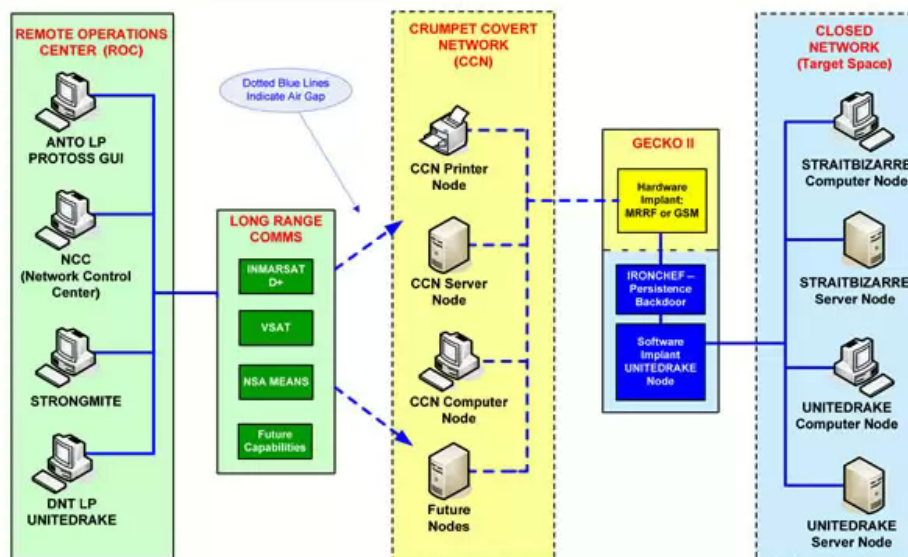 REMOTE OPERATIONS
CENTER (ROC)
ANTO LP
PROTOSS GUI
NCC
(Network Control
Center)
STRONGMITE
DNT LP
UNITEDRAKE
Dotted Blue Lines
Indicate Air Gap
LONG RANGE
COMMS
INMARSAT
D+
VSAT
NSA MEANS
Future
Capabilities
CRUMPET COVERT
NETWORK
(CCN)
CCN Printer
Node
CCN Server
Node
CCN Computer
Node
Future
Nodes
GECKO II
Hardware
Implant:
MRRF or GSM
IRONCHEF –
Persistence
Backdoor
Software
Implant
UNITEDRAKE
Node
CLOSED
NETWORK
(Target Space)
STRAITBIZARRE
Computer Node
STRAITBIZARRE
Server Node
UNITEDRAKE
Computer Node
UNITEDRAKE
Server Node